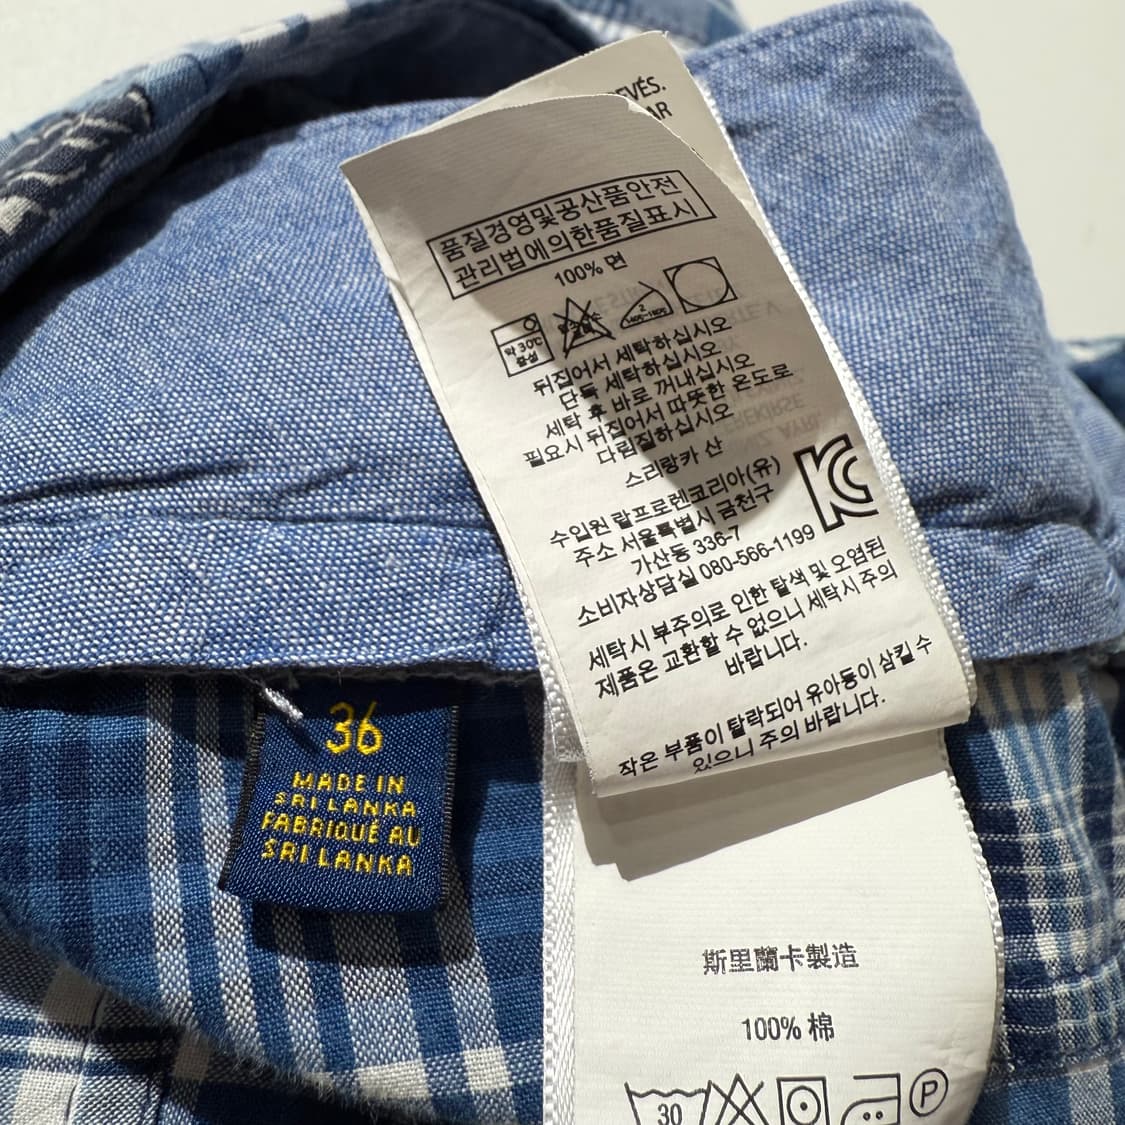 EVÉS.
AR
품질경영및공산품안전
관리법에의한품질표시
100% 면
약 30℃
중성
2
140℃~160℃
뒤집어서 세탁하십시오
단독 세탁하십시오
세탁 후 바로 꺼내십시오
필요시 뒤집어서 따뜻한 온도로
다림질하십시오
스리랑카 산
수입원 랄프로렌코리아(유)
주소 서울특별시 금천구
가산동 336-7
소비자상담실 080-566-1199
세탁시 부주의로 인한 탈색 및 오염된
제품은 교환할 수 없으니 세탁시 주의
바랍니다.
작은 부품이 탈락되어 유아동이 삼킬 수
있으니 주의 바랍니다.
36
MADE IN
SRI LANKA
FABRIQUÉ AU
SRI LANKA
斯里蘭卡製造
100% 棉
30
P